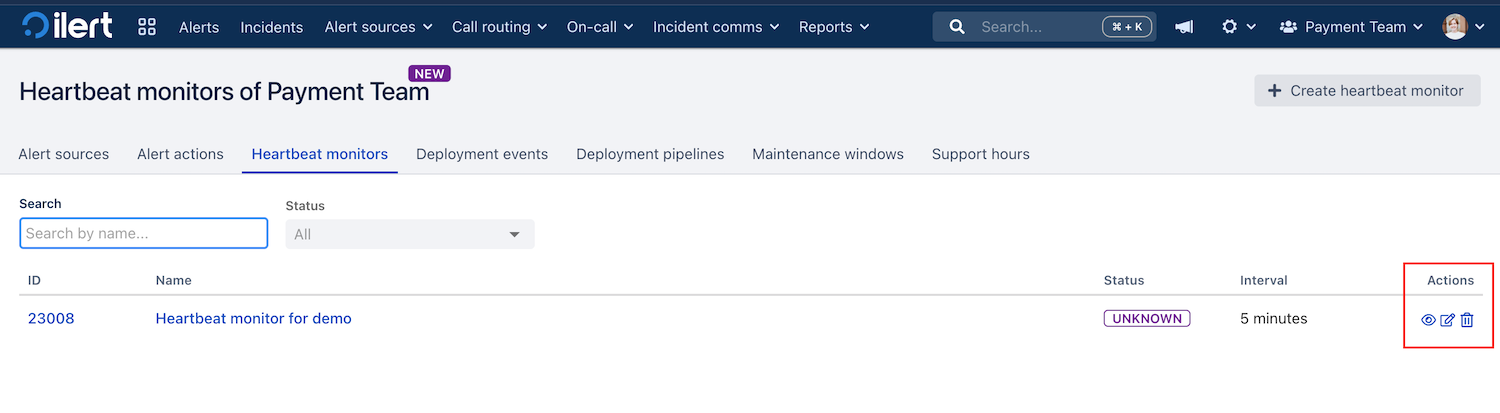 ilert Alerts Incidents Alert sources Call routing On-call Incident comms Reports Search... ⌘ + K Payment Team
NEW
Heartbeat monitors of Payment Team
+ Create heartbeat monitor
Alert sources Alert actions Heartbeat monitors Deployment events Deployment pipelines Maintenance windows Support hours
Search Status
Search by name... All
ID Name Status Interval Actions
23008 Heartbeat monitor for demo UNKNOWN 5 minutes